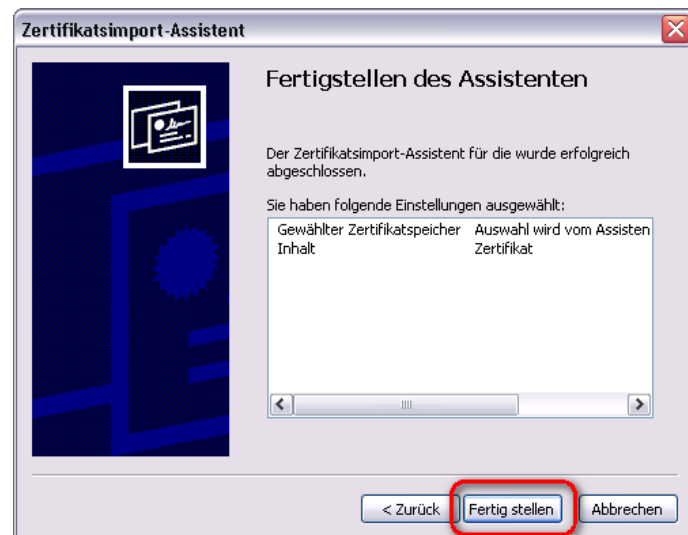 Zertifikatsimport-Assistent
Fertigstellen des Assistenten
Der Zertifikatsimport-Assistent für die wurde erfolgreich
abgeschlossen.
Sie haben folgende Einstellungen ausgewählt:
Gewählter Zertifikatspeicher Auswahl wird vom Assisten
Inhalt Zertifikat
< Zurück Fertig stellen Abbrechen